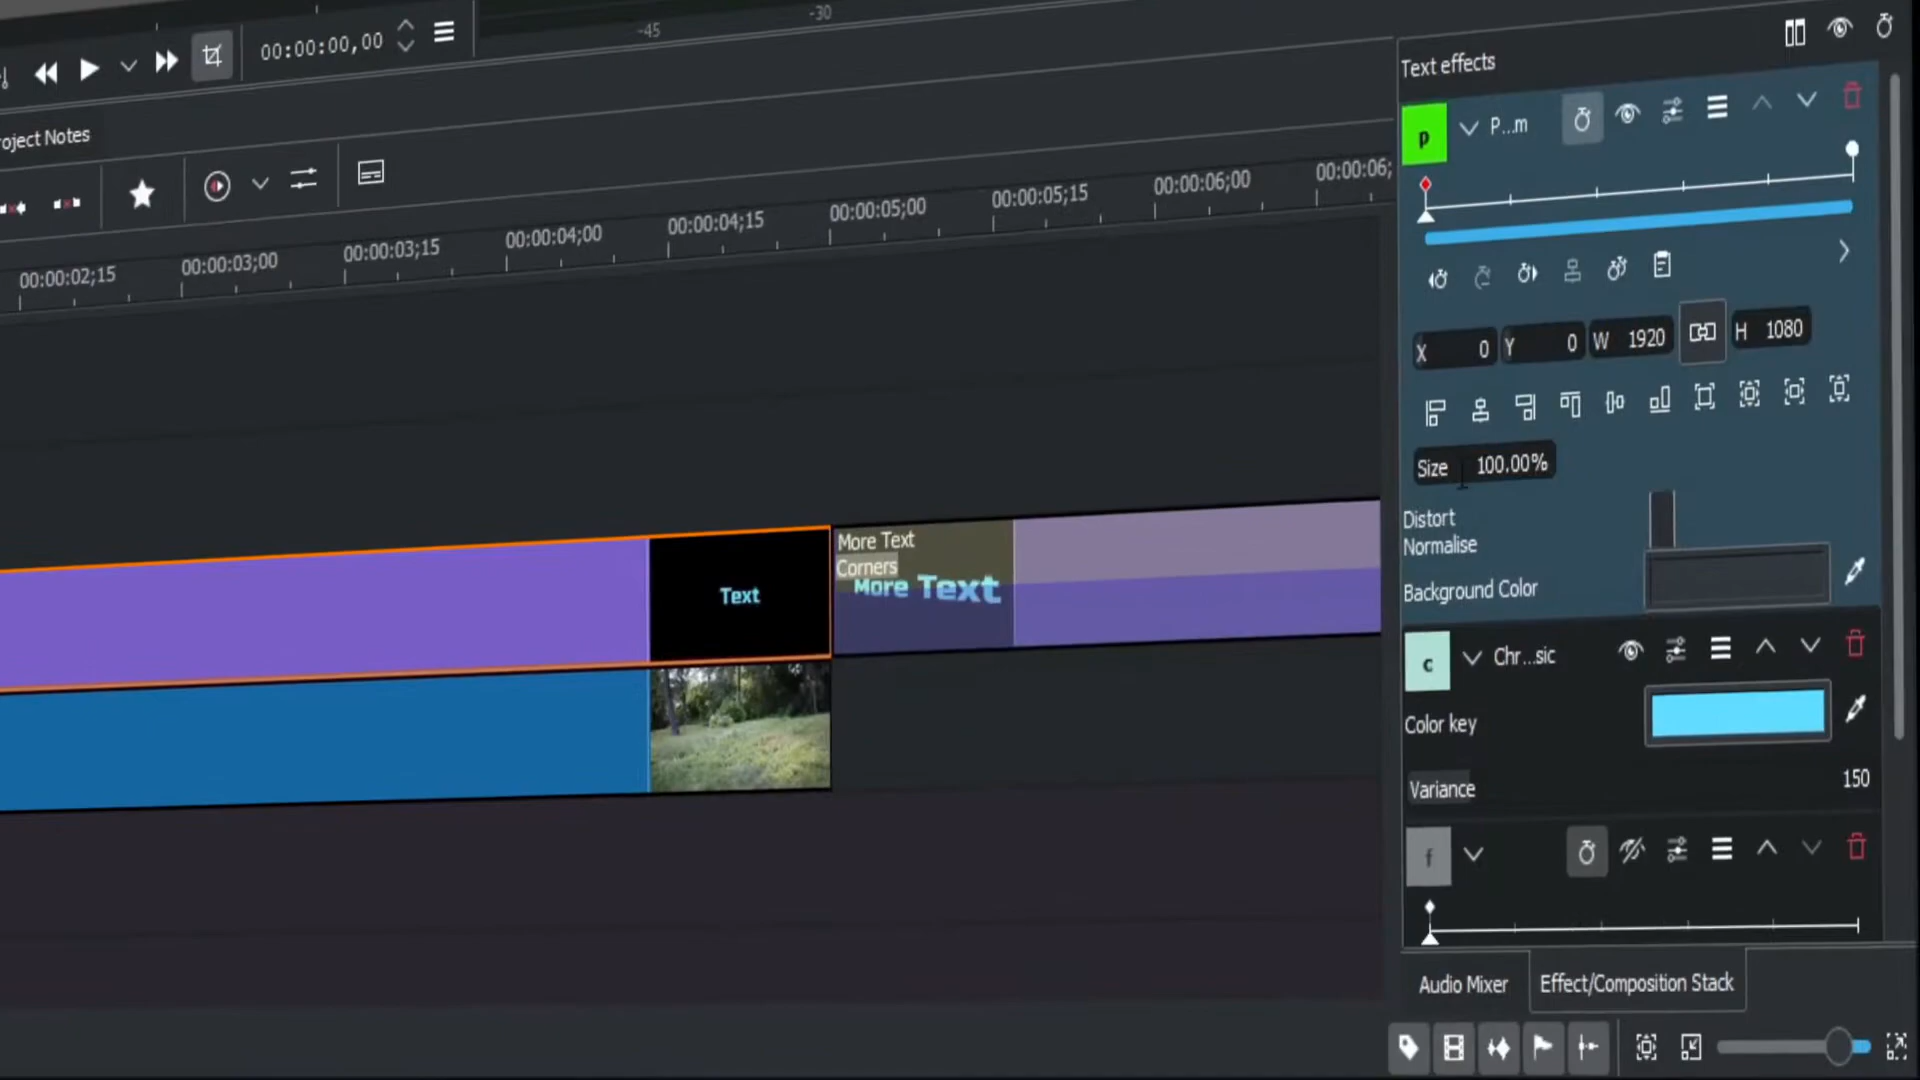 -45
-30
00:00:00,00
roject Notes
00:00:02;15
00:00:03;00
00:00:03;15
00:00:04;00
00:00:04;15
00:00:05;00
00:00:05;15
00:00:06;00
00:00:06;
Text
More Text
Corners
More Text
Text effects
p
P...m
X 0 Y 0 W 1920 H 1080
Size 100.00%
Distort
Normalise
Background Color
c
Chr...sic
Color key
Variance 150
f
Audio Mixer
Effect/Composition Stack